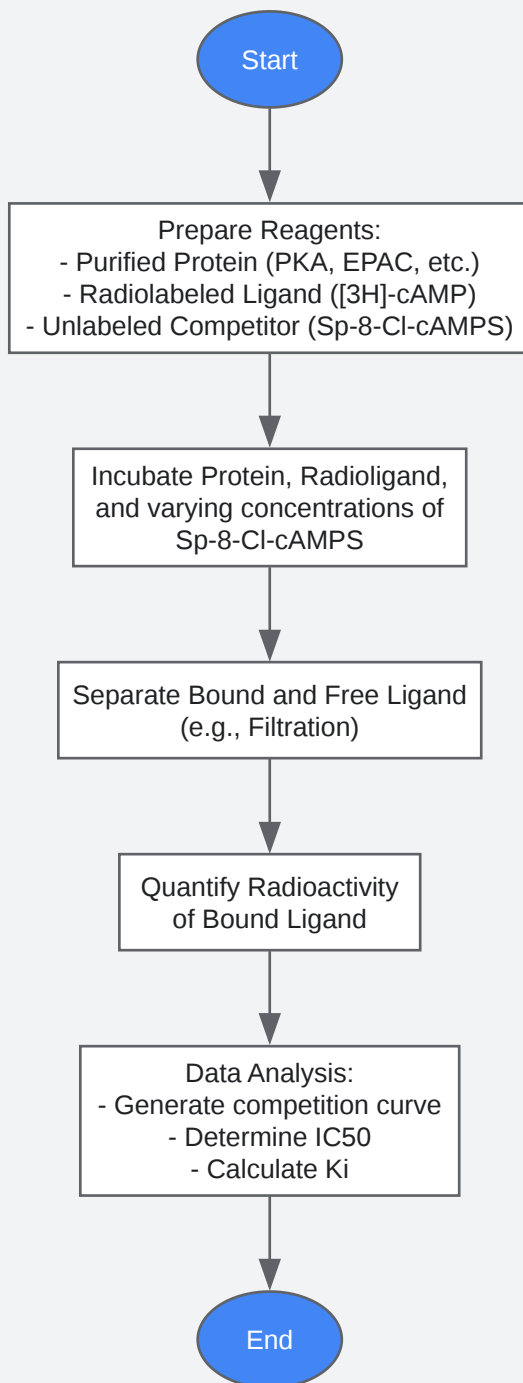 Start
Prepare Reagents:
- Purified Protein (PKA, EPAC, etc.)
- Radiolabeled Ligand ([3H]-cAMP)
- Unlabeled Competitor (Sp-8-Cl-cAMPS)
Incubate Protein, Radioligand,
and varying concentrations of
Sp-8-Cl-cAMPS
Separate Bound and Free Ligand
(e.g., Filtration)
Quantify Radioactivity
of Bound Ligand
Data Analysis:
- Generate competition curve
- Determine IC50
- Calculate Ki
End